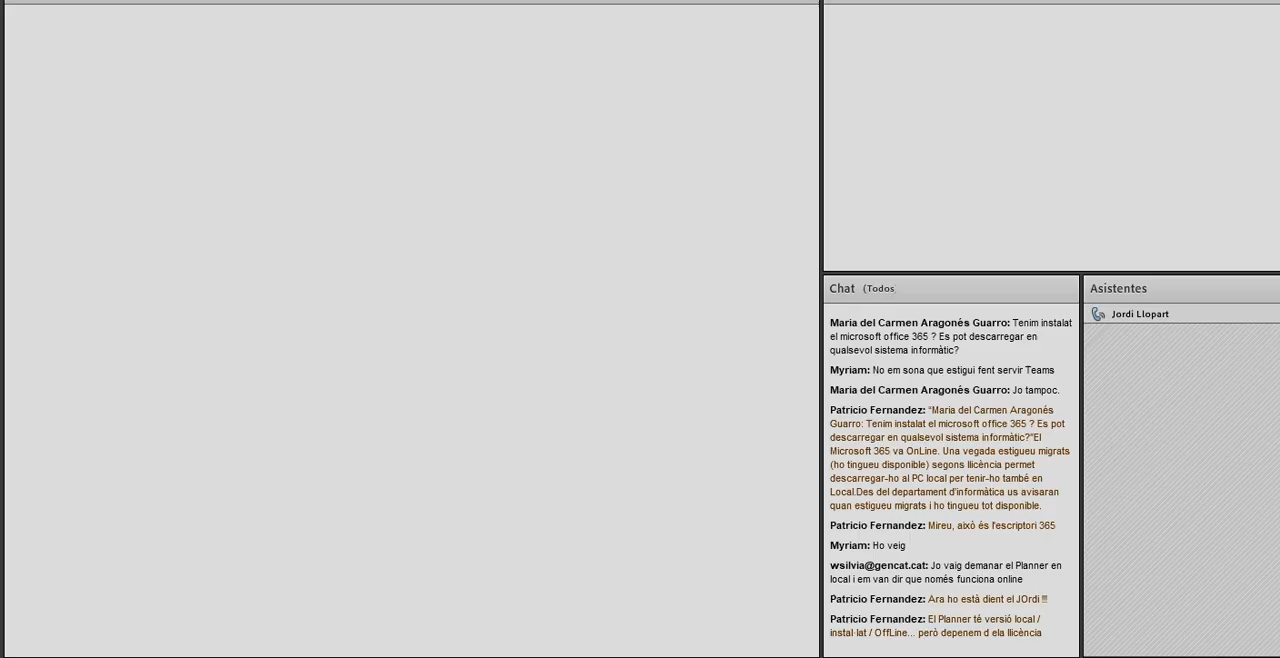 Chat (Todos
Maria del Carmen Aragonés Guarro: Tenim instalat
el microsoft office 365 ? Es pot descarregar en
qualsevol sistema informàtic?
Myriam: No em sona que estigui fent servir Teams
Maria del Carmen Aragonés Guarro: Jo tampoc.
Patricio Fernandez: "Maria del Carmen Aragonés
Guarro: Tenim instalat el microsoft office 365 ? Es pot
descarregar en qualsevol sistema informàtic?"El
Microsoft 365 va OnLine. Una vegada estigueu migrats
(ho tingueu disponible) segons llicència permet
descarregar-ho al PC local per tenir-ho també en
Local.Des del departament d'informàtica us avisaran
quan estigueu migrats i ho tingueu tot disponible.
Patricio Fernandez: Mireu, això és l'escriptori 365
Myriam: Ho veig
wsilvia@gencat.cat: Jo vaig demanar el Planner en
local i em van dir que només funciona online
Patricio Fernandez: Ara ho està dient el JOrdi !!!
Patricio Fernandez: El Planner té versió local /
instal·lat / OffLine... però depenem d ela llicència
Asistentes
Jordi Llopart